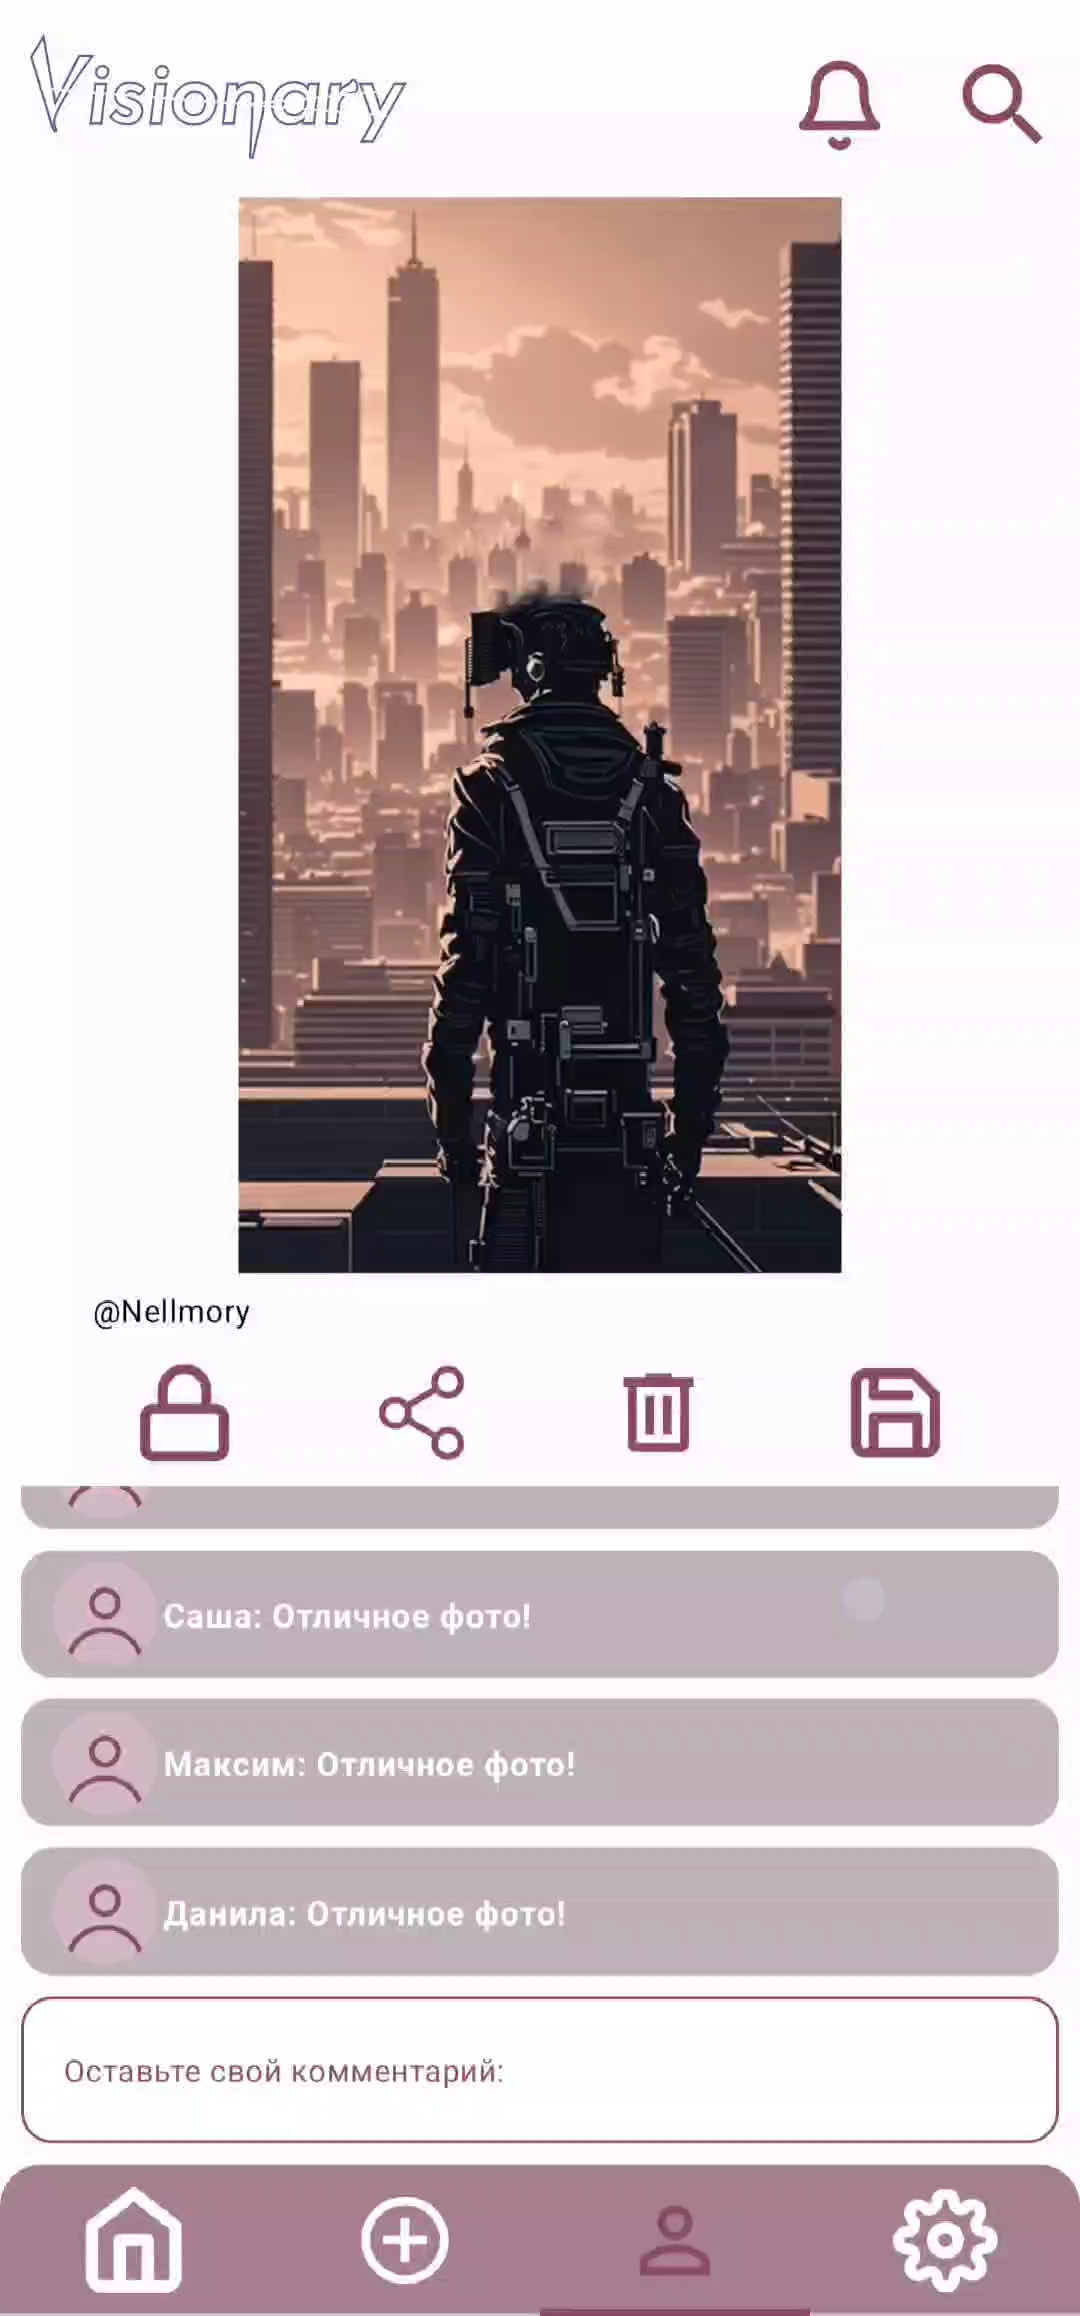 Visionary
@Nellmory
Саша: Отличное фото!
Максим: Отличное фото!
Данила: Отличное фото!
Оставьте свой комментарий: